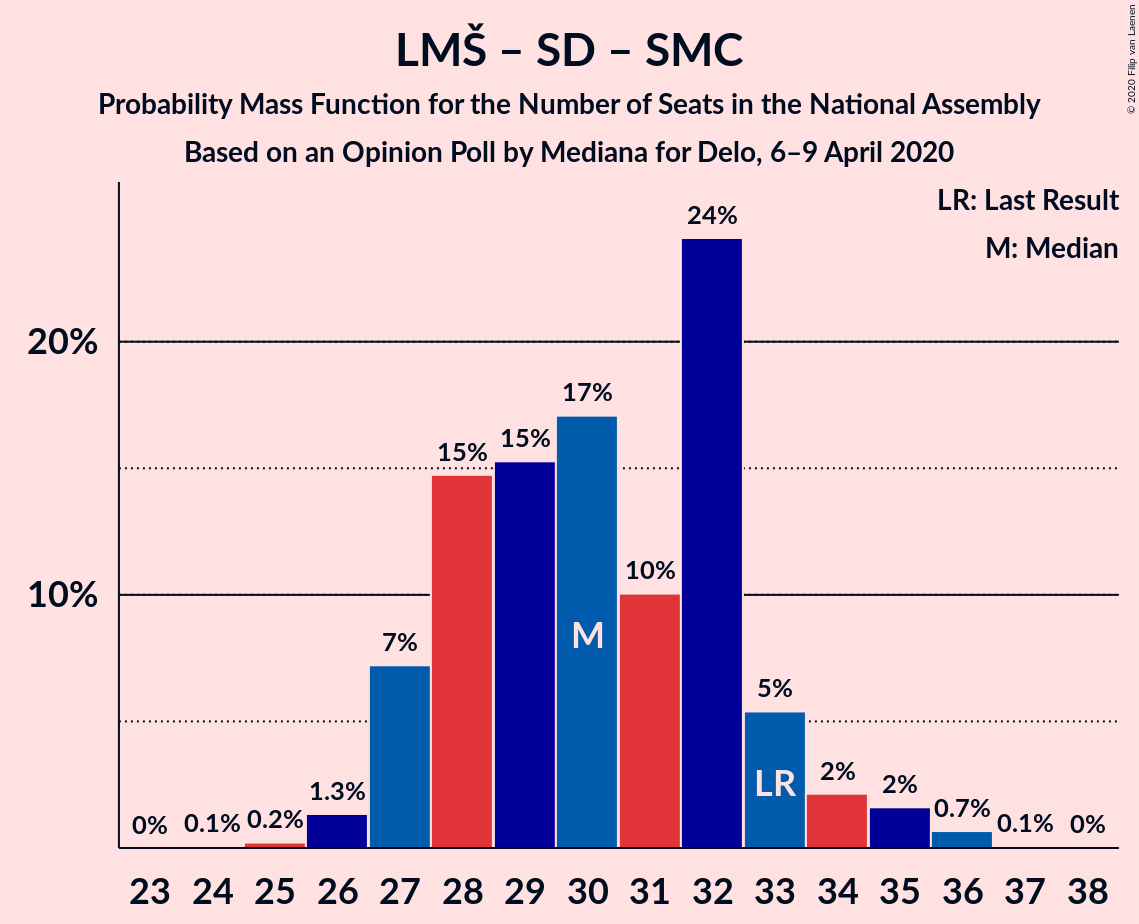 LMŠ – SD – SMC
Probability Mass Function for the Number of Seats in the National Assembly
Based on an Opinion Poll by Mediana for Delo, 6–9 April 2020
© 2020 Filip van Laenen
LR: Last Result
M: Median
20%
10%
0%
0.1%
0.2%
1.3%
7%
15%
15%
17%
10%
24%
5%
2%
2%
0.7%
0.1%
0%
M
LR
23 24 25 26 27 28 29 30 31 32 33 34 35 36 37 38